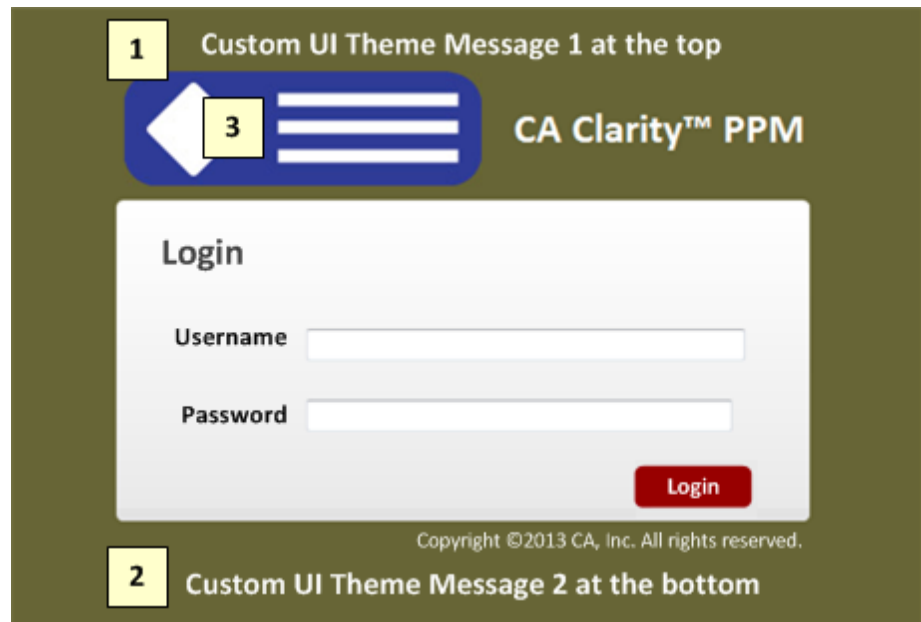 1 Custom UI Theme Message 1 at the top
3 CA Clarity™ PPM
Login
Username
Password
Login
Copyright ©2013 CA, Inc. All rights reserved.
2 Custom UI Theme Message 2 at the bottom